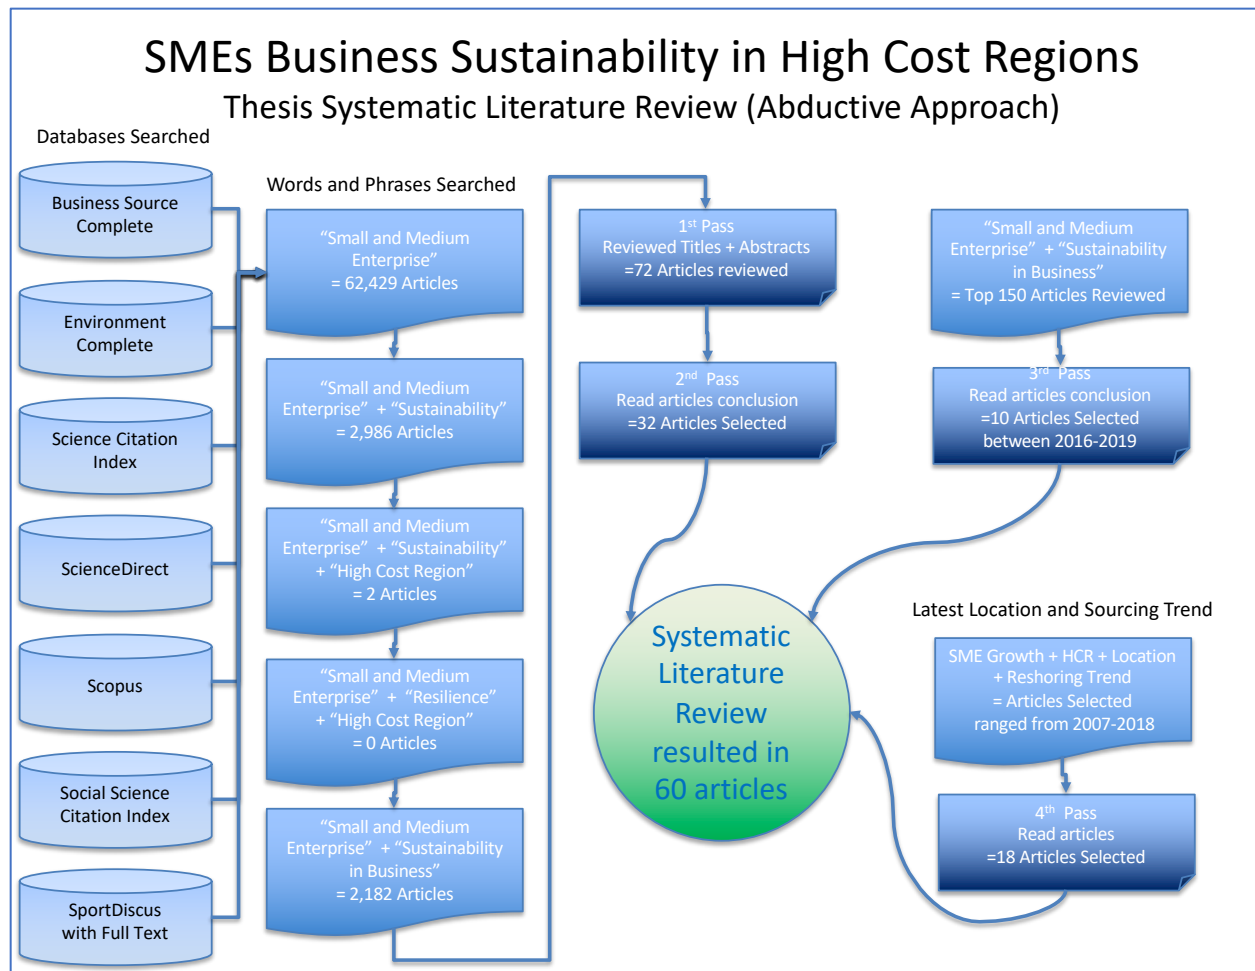 SMEs Business Sustainability in High Cost Regions
Thesis Systematic Literature Review (Abductive Approach)
Databases Searched
Business Source
Complete
Environment
Complete
Science Citation
Index
ScienceDirect
Scopus
Social Science
Citation Index
SportDiscus
with Full Text
Words and Phrases Searched
“Small and Medium
Enterprise”
= 62,429 Articles
“Small and Medium
Enterprise” + “Sustainability”
= 2,986 Articles
“Small and Medium
Enterprise” + “Sustainability”
+ “High Cost Region”
= 2 Articles
“Small and Medium
Enterprise” + “Resilience”
+ “High Cost Region”
= 0 Articles
“Small and Medium
Enterprise” + “Sustainability
in Business”
= 2,182 Articles
1st Pass
Reviewed Titles + Abstracts
=72 Articles reviewed
2nd Pass
Read articles conclusion
=32 Articles Selected
“Small and Medium
Enterprise” + “Sustainability
in Business”
= Top 150 Articles Reviewed
3rd Pass
Read articles conclusion
=10 Articles Selected
between 2016-2019
Latest Location and Sourcing Trend
SME Growth + HCR + Location
+ Reshoring Trend
= Articles Selected
ranged from 2007-2018
4th Pass
Read articles
=18 Articles Selected
Systematic
Literature
Review
resulted in
60 articles